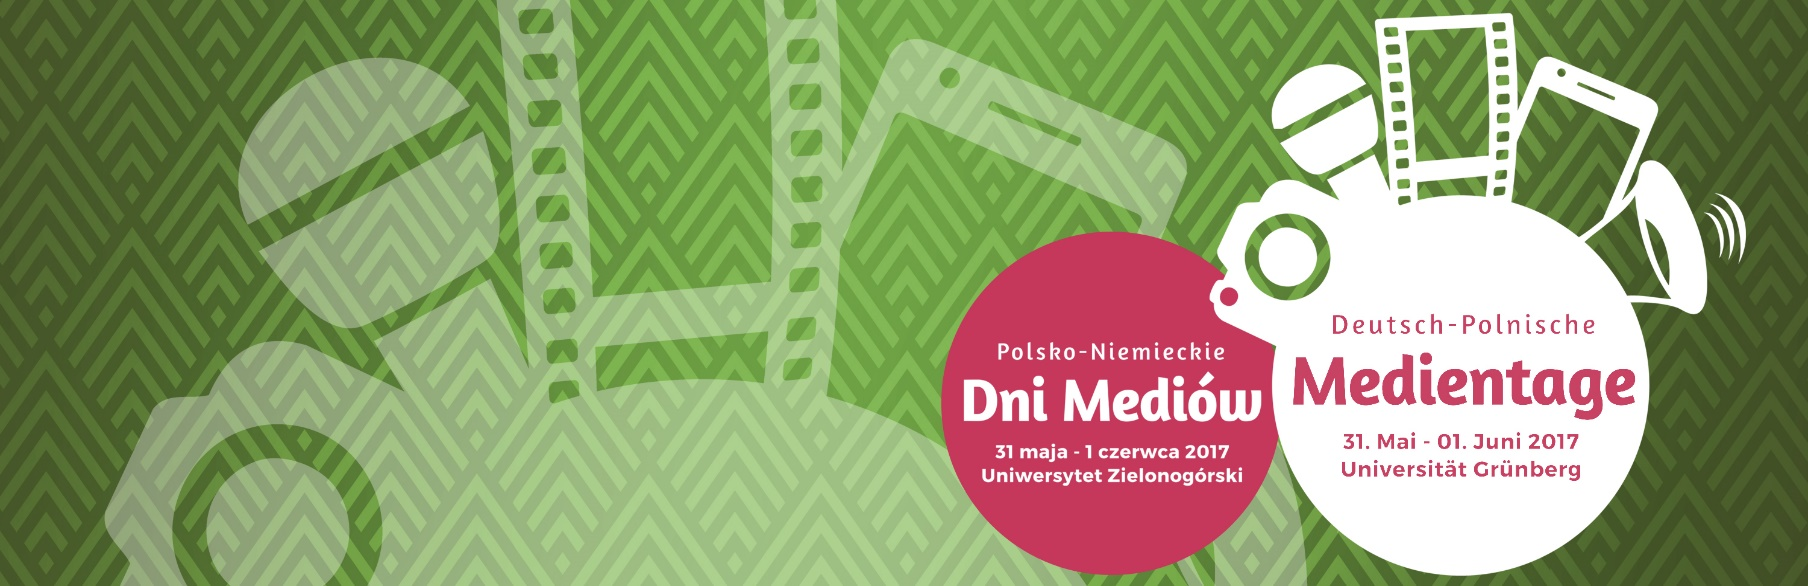 Polsko-Niemieckie
Dni Mediów
31 maja - 1 czerwca 2017
Uniwersytet Zielonogórski
Deutsch-Polnische
Medientage
31. Mai - 01. Juni 2017
Universität Grünberg